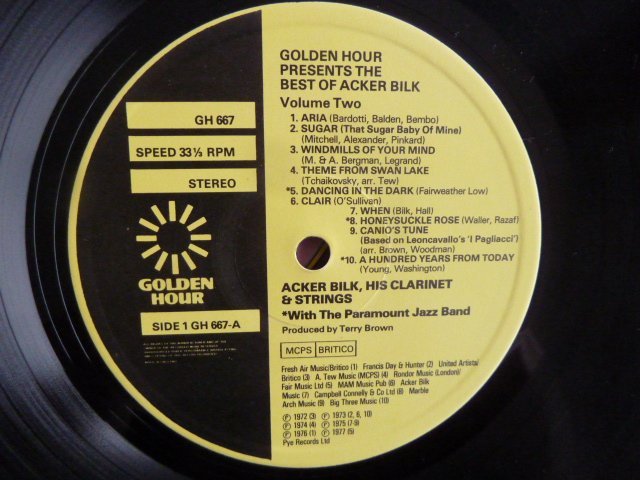 GOLDEN HOUR
PRESENTS THE
BEST OF ACKER BILK
Volume Two
1. ARIA (Bardotti, Balden, Bembo)
2. SUGAR (That Sugar Baby Of Mine)
(Mitchell, Alexander, Pinkard)
3. WINDMILLS OF YOUR MIND
(M. & A. Bergman, Legrand)
4. THEME FROM SWAN LAKE
(Tchaikovsky, arr. Tew)
*5. DANCING IN THE DARK (Fairweather Low)
6. CLAIR (O'Sullivan)
7. WHEN (Bilk, Hall)
*8. HONEYSUCKLE ROSE (Waller, Razaf)
9. CANIO'S TUNE
(Based on Leoncavallo's 'I Pagliacci')
(arr. Brown, Woodman)
*10. A HUNDRED YEARS FROM TODAY
(Young, Washington)
ACKER BILK, HIS CLARINET
& STRINGS
*With The Paramount Jazz Band
Produced by Terry Brown
MCPS BRITICO
Fresh Air Music/Britico (1) Francis Day & Hunter (2) United Artists/
Britico (3) A. Tew Music (MCPS) (4) Rondor Music (London)/
Fair Music Ltd (5) MAM Music Pub (6) Acker Bilk
Music (7) Campbell Connelly & Co Ltd (8) Marble
Arch Music (9) Big Three Music (10)
℗ 1972 (3) ℗ 1973 (2, 6, 10)
℗ 1974 (4) ℗ 1975 (7-9)
℗ 1976 (1) ℗ 1977 (5)
Pye Records Ltd
GH 667
SPEED 33⅓ RPM
STEREO
GOLDEN
HOUR
SIDE 1 GH 667-A